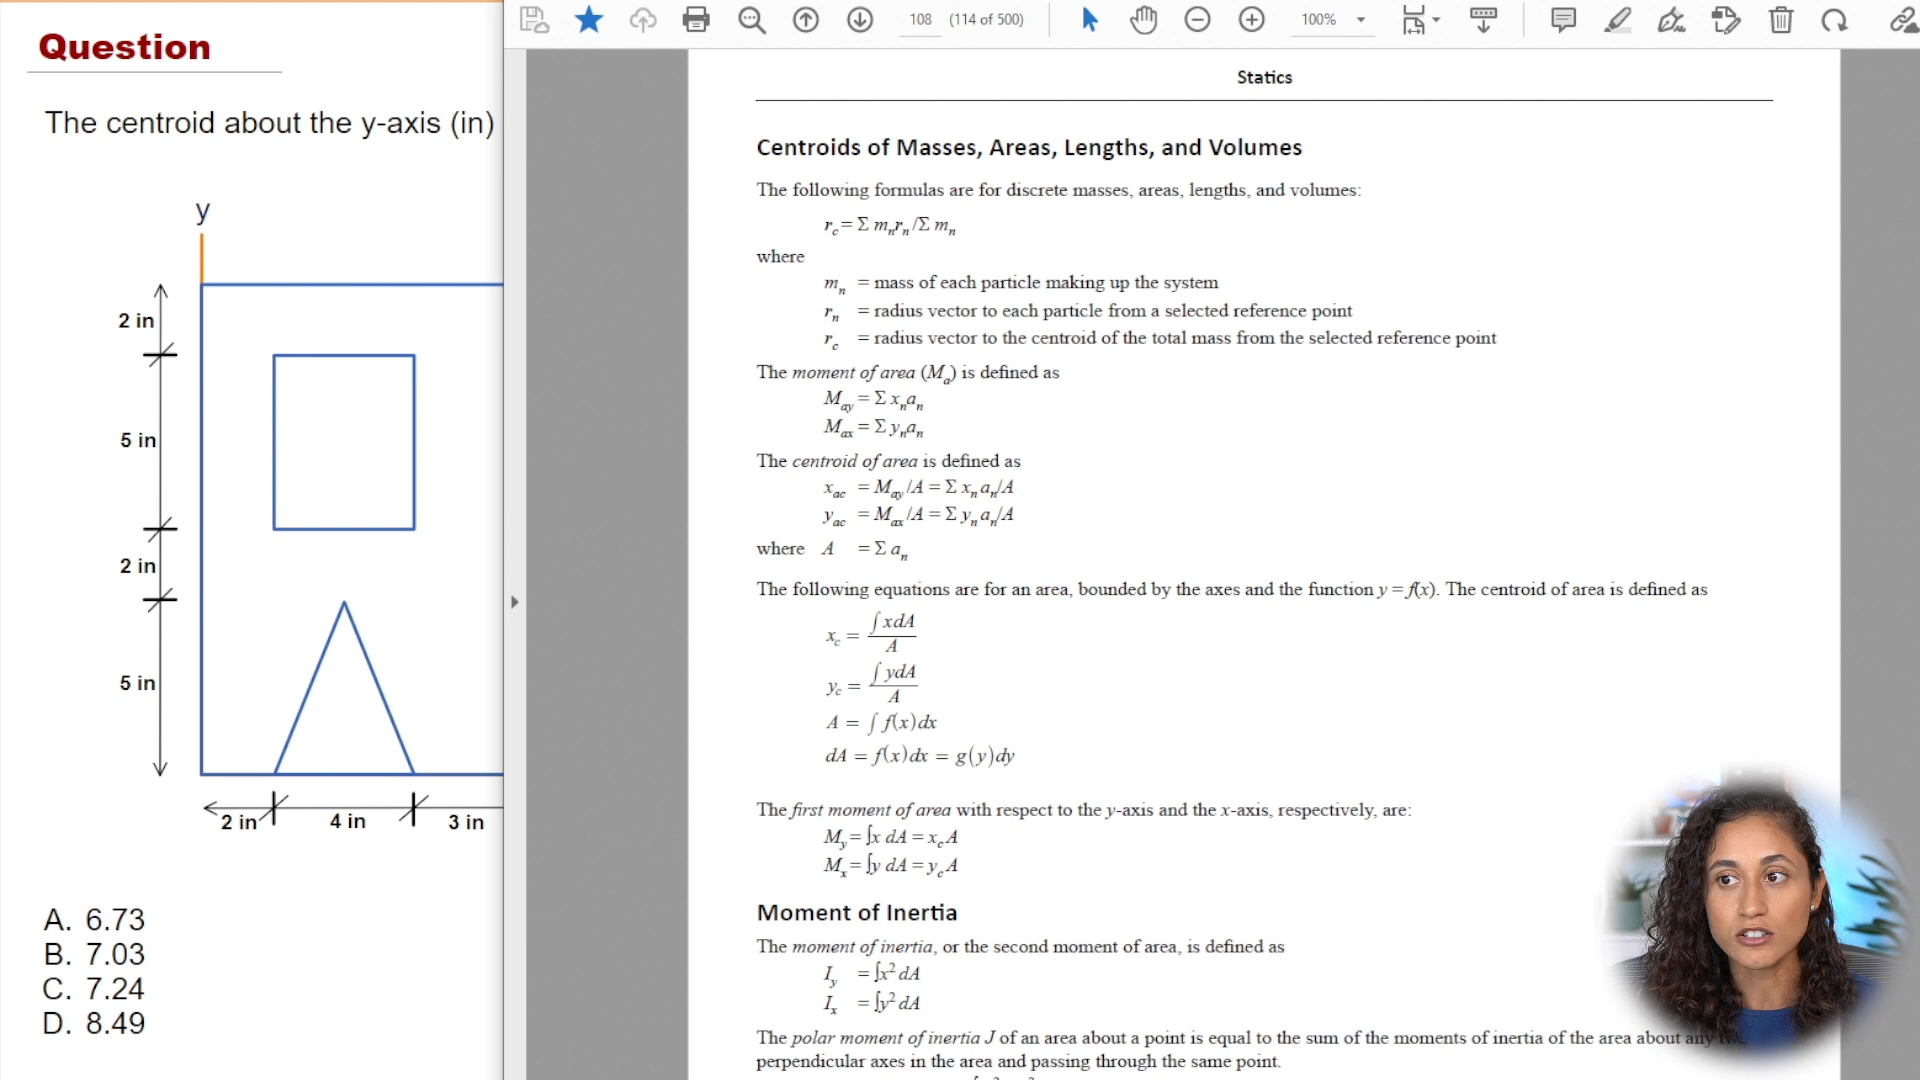 Question
The centroid about the y-axis (in)
y
2 in
5 in
2 in
5 in
2 in
4 in
3 in
A. 6.73
B. 7.03
C. 7.24
D. 8.49
108 (114 of 500)
100%
Statics
Centroids of Masses, Areas, Lengths, and Volumes
The following formulas are for discrete masses, areas, lengths, and volumes:
r_c = Σ m_n r_n /Σ m_n
where
m_n = mass of each particle making up the system
r_n = radius vector to each particle from a selected reference point
r_c = radius vector to the centroid of the total mass from the selected reference point
The moment of area (M_a) is defined as
M_ay = Σ x_n a_n
M_ax = Σ y_n a_n
The centroid of area is defined as
x_ac = M_ay /A = Σ x_n a_n/A
y_ac = M_ax /A = Σ y_n a_n/A
where A = Σ a_n
The following equations are for an area, bounded by the axes and the function y = f(x). The centroid of area is defined as
x_c = ∫ xdA / A
y_c = ∫ ydA / A
A = ∫ f(x)dx
dA = f(x)dx = g(y)dy
The first moment of area with respect to the y-axis and the x-axis, respectively, are:
M_y = ∫x dA = x_c A
M_x = ∫y dA = y_c A
Moment of Inertia
The moment of inertia, or the second moment of area, is defined as
I_y = ∫x² dA
I_x = ∫y² dA
The polar moment of inertia J of an area about a point is equal to the sum of the moments of inertia of the area about any
perpendicular axes in the area and passing through the same point.